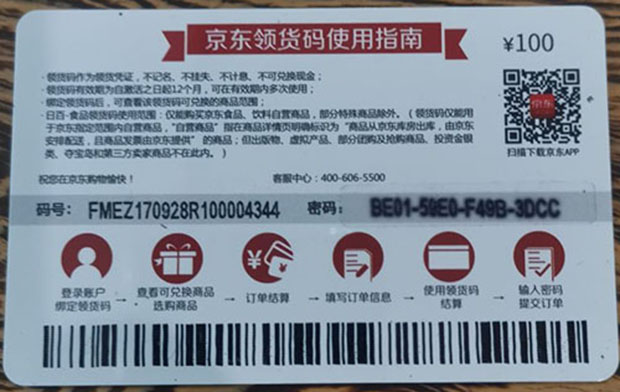 京东领货码使用指南
¥100
·领货码作为领货凭证，不记名、不挂失、不计息、不可兑换现金；
·领货码有效期为自激活之日起12个月，可在有效期内多次使用；
·绑定领货码后，可查看该领货码可兑换的商品范围；
·日百·食品领货码使用范围：仅能购买京东食品、饮料自营商品，部分特殊商品除外。（领货码仅能用
于京东指定范围内自营商品，"自营商品"指在商品详情页明确标识为"商品从京东库房出库，由京东
安排配送，且商品发票由京东提供"的商品；但出版物、虚拟产品、部分团购及抢购商品、投资金银
类、夺宝岛和第三方卖家商品不在此内。）
京东
扫描下载京东APP
祝您在京东购物愉快！ 客服中心：400-606-5500
码号： FMEZ170928R100004344 密码：
登录账户 查看可兑换商品 订单结算 填写订单信息 使用领货码 输入密码
绑定领货码 选购商品 结算 提交订单